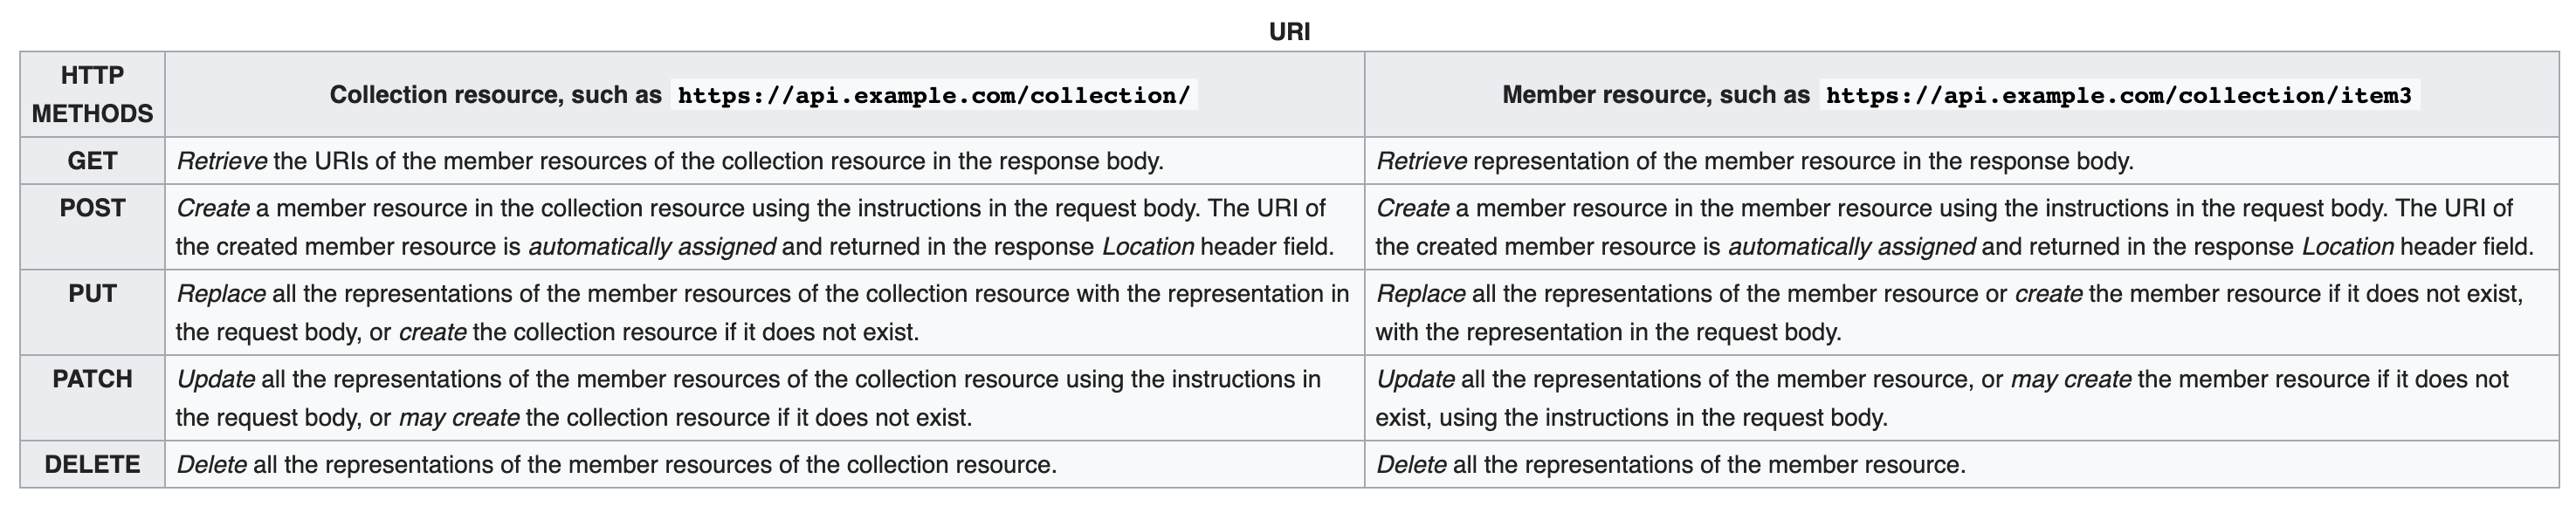 URI
HTTP
METHODS
Collection resource, such as https://api.example.com/collection/
Member resource, such as https://api.example.com/collection/item3
GET
Retrieve the URIs of the member resources of the collection resource in the response body.
Retrieve representation of the member resource in the response body.
POST
Create a member resource in the collection resource using the instructions in the request body. The URI of
the created member resource is automatically assigned and returned in the response Location header field.
Create a member resource in the member resource using the instructions in the request body. The URI of
the created member resource is automatically assigned and returned in the response Location header field.
PUT
Replace all the representations of the member resources of the collection resource with the representation in
the request body, or create the collection resource if it does not exist.
Replace all the representations of the member resource or create the member resource if it does not exist,
with the representation in the request body.
PATCH
Update all the representations of the member resources of the collection resource using the instructions in
the request body, or may create the collection resource if it does not exist.
Update all the representations of the member resource, or may create the member resource if it does not
exist, using the instructions in the request body.
DELETE
Delete all the representations of the member resources of the collection resource.
Delete all the representations of the member resource.